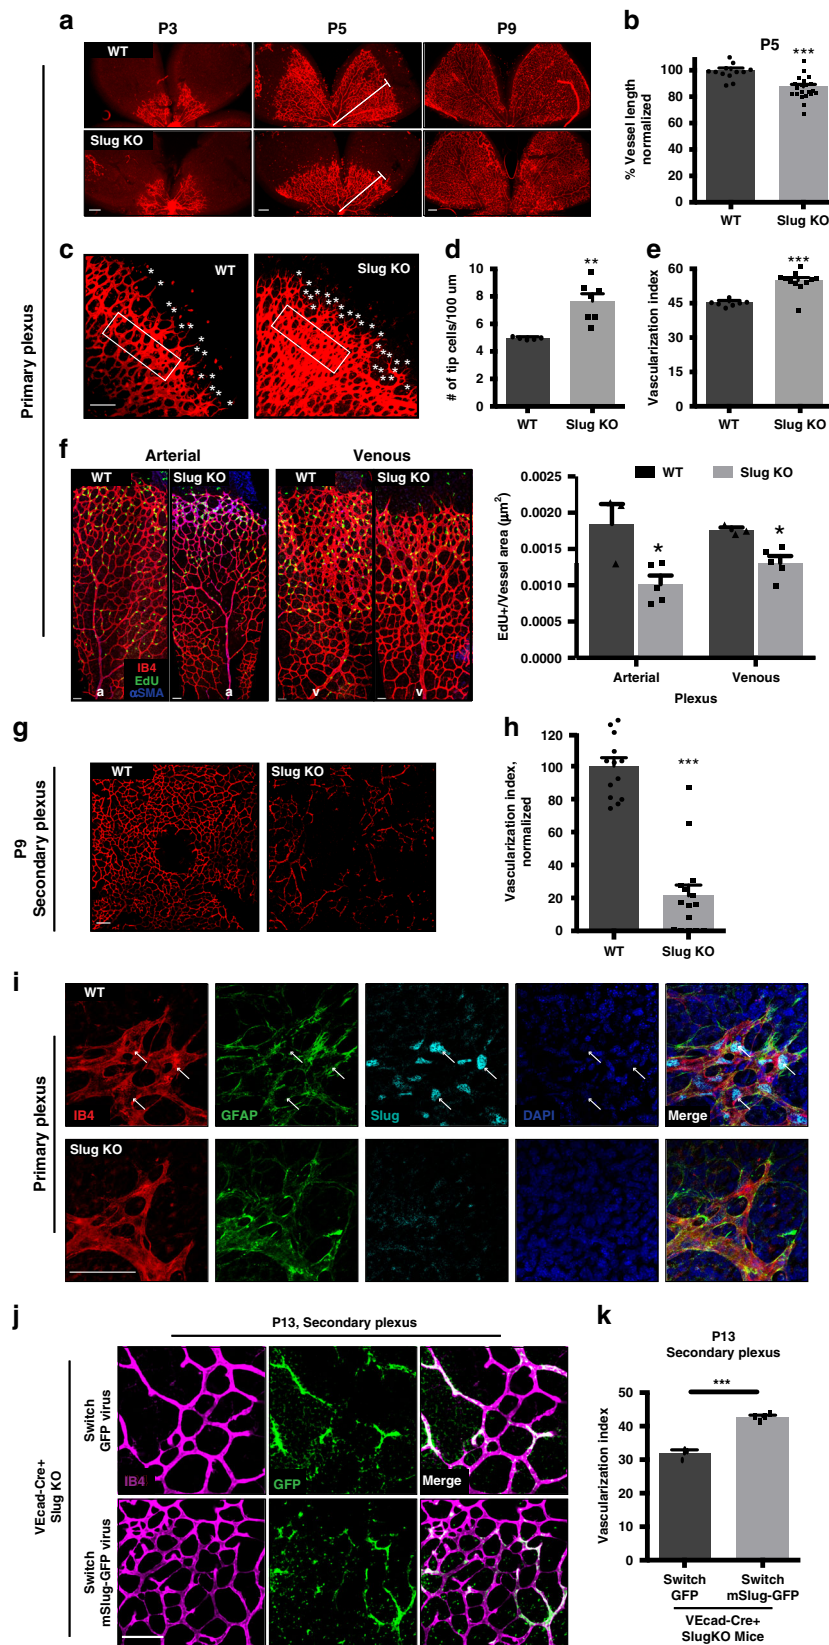 a
P3
P5
P9
WT
Slug KO
Primary plexus
b
P5
***
% Vessel length
normalized
100
80
60
40
20
0
WT
Slug KO
c
WT
Slug KO
d
**
# of tip cells/100 um
10
8
6
4
2
0
WT
Slug KO
e
***
Vascularization index
60
45
30
15
0
WT
Slug KO
f
Arterial
Venous
WT
Slug KO
WT
Slug KO
IB4
EdU
αSMA
a
a
v
v
WT
Slug KO
EdU+/Vessel area (μm²)
0.0025
0.0020
0.0015
0.0010
0.0005
0.0000
*
*
Arterial
Venous
Plexus
g
P9
Secondary plexus
WT
Slug KO
h
***
Vascularization index,
normalized
120
100
80
60
40
20
0
WT
Slug KO
i
Primary plexus
WT
IB4
GFAP
Slug
DAPI
Merge
Slug KO
j
P13, Secondary plexus
VEcad-Cre+
Slug KO
Switch
GFP virus
IB4
GFP
Merge
Switch
mSlug-GFP virus
k
P13
Secondary plexus
***
Vascularization index
50
40
30
20
10
0
Switch
GFP
Switch
mSlug-GFP
VEcad-Cre+
SlugKO Mice